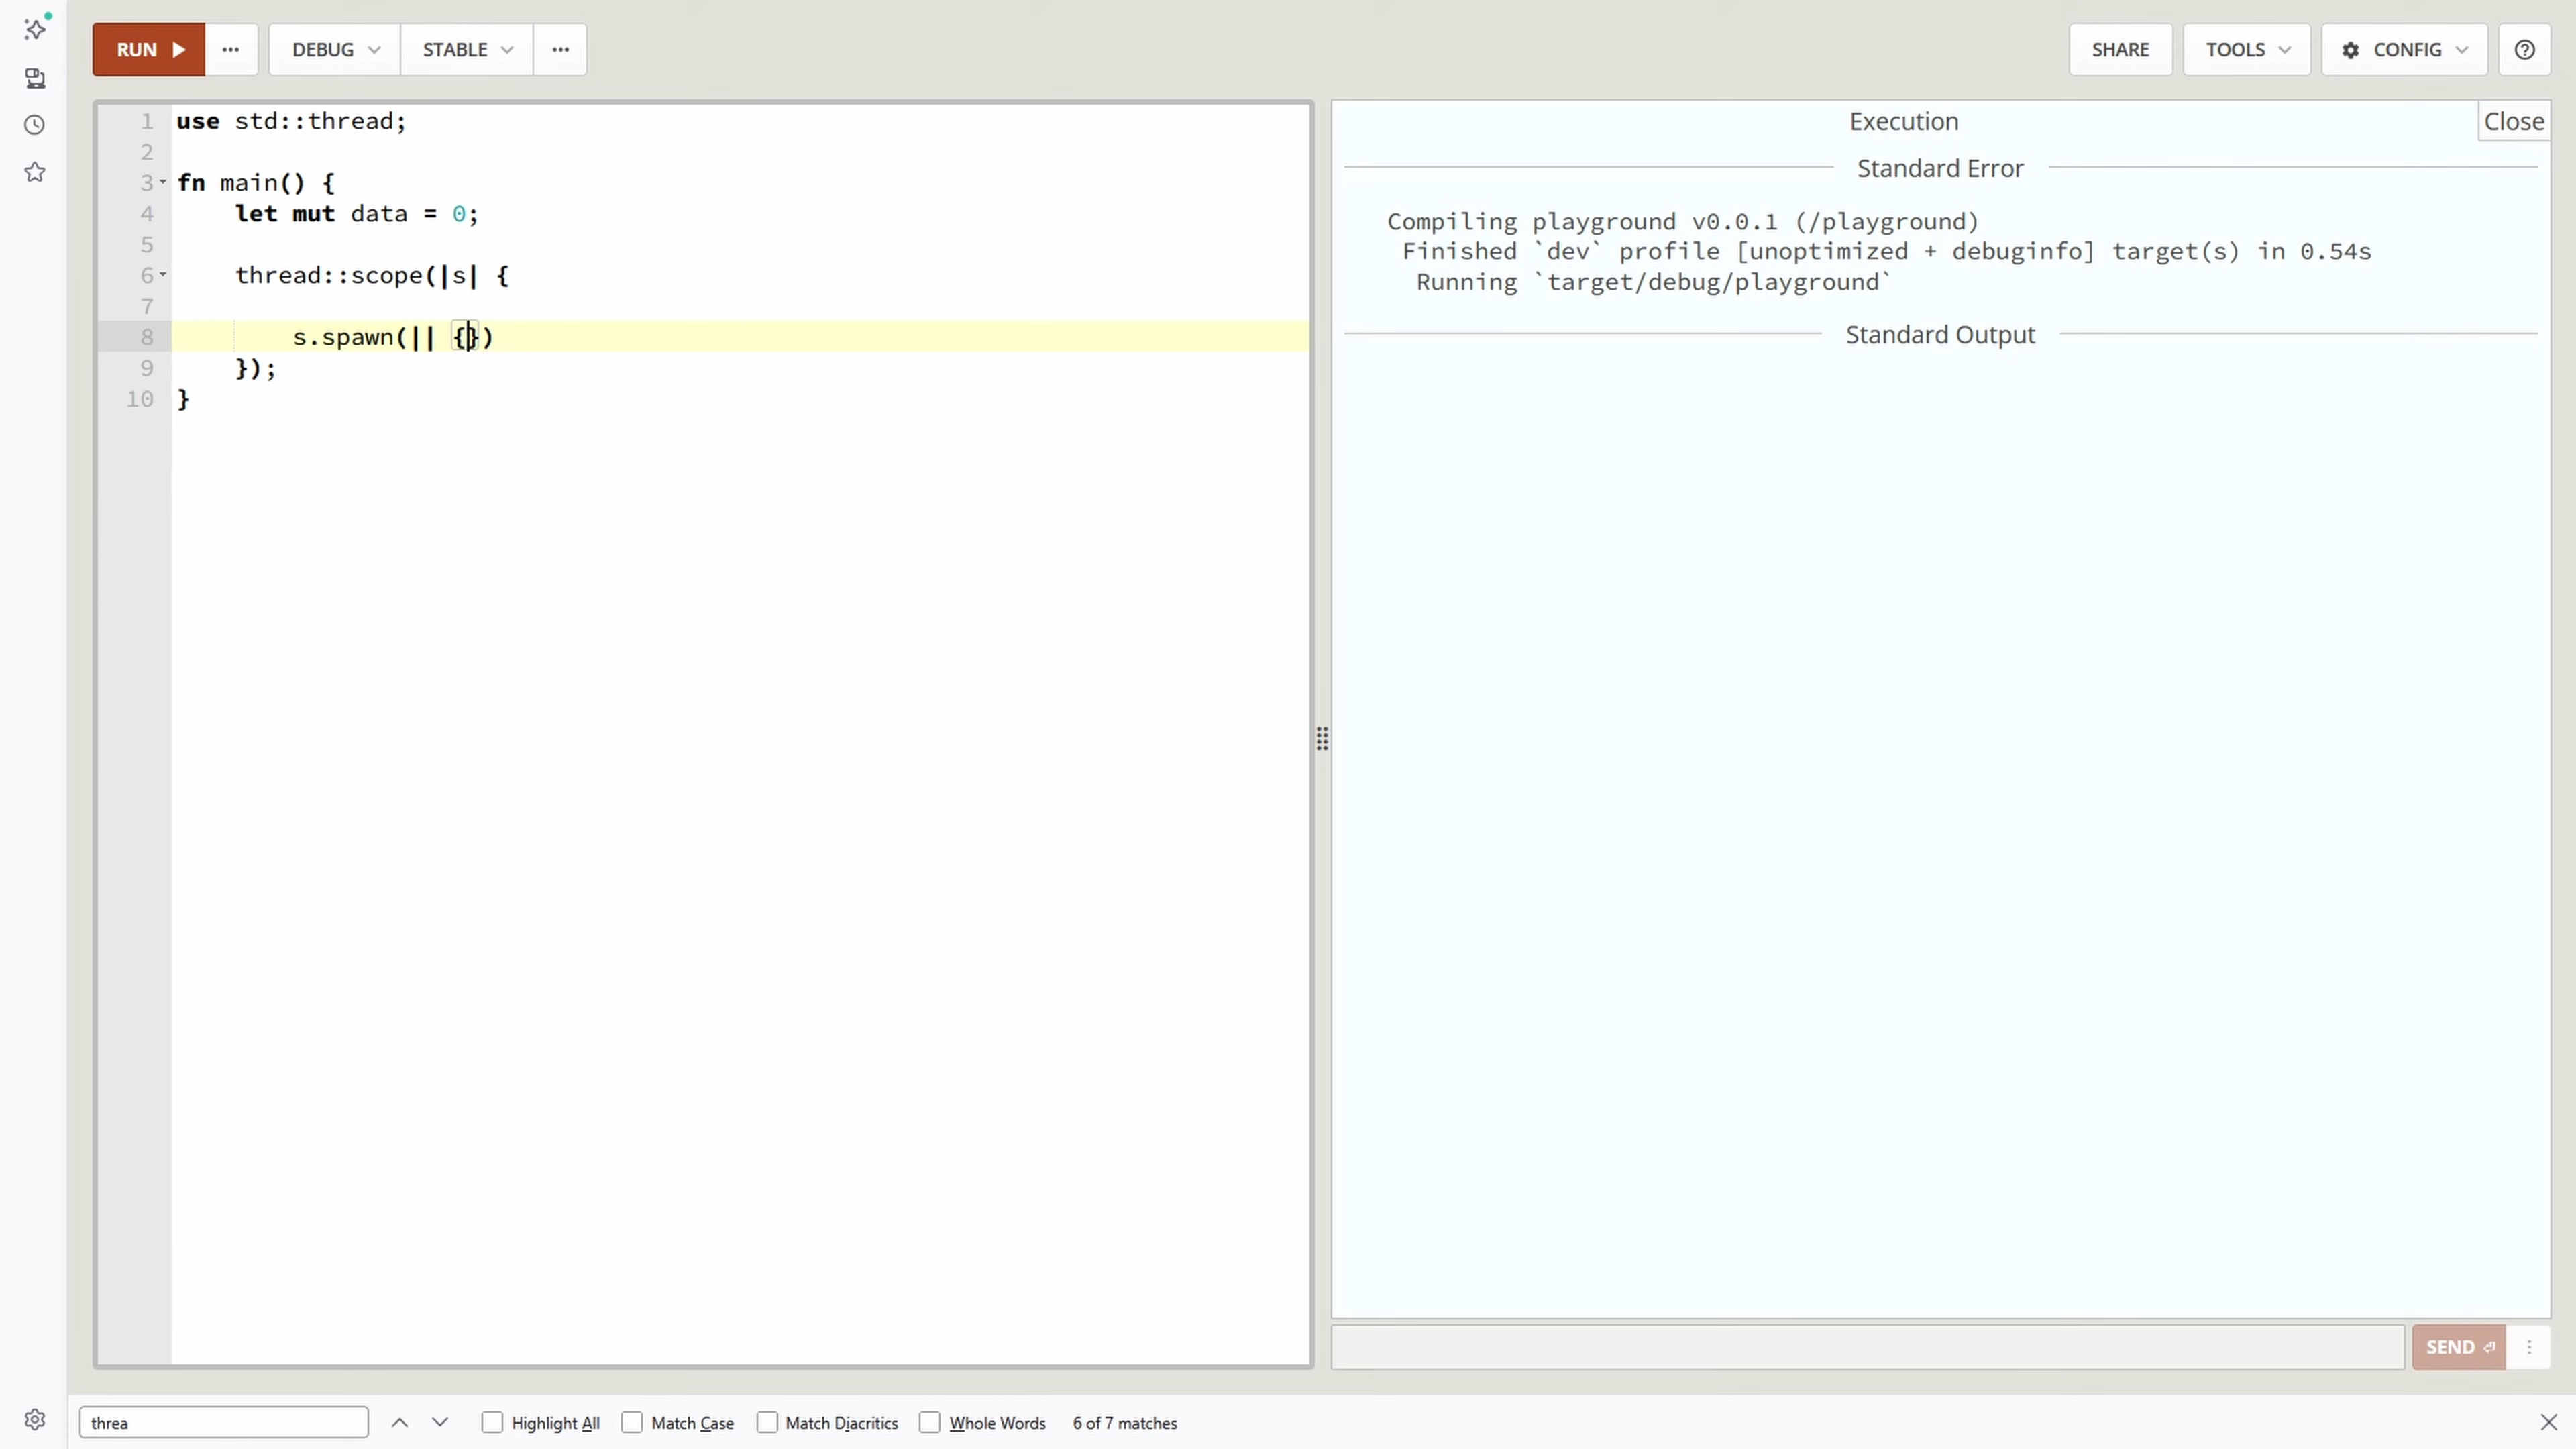 RUN ... DEBUG STABLE ... SHARE TOOLS CONFIG
1 use std::thread;
2
3 fn main() {
4     let mut data = 0;
5
6     thread::scope(|s| {
7
8         s.spawn(|| {})
9     });
10 }
Execution
Close
Standard Error
Compiling playground v0.0.1 (/playground)
Finished `dev` profile [unoptimized + debuginfo] target(s) in 0.54s
Running `target/debug/playground`
Standard Output
SEND
threa Highlight All Match Case Match Diacritics Whole Words 6 of 7 matches